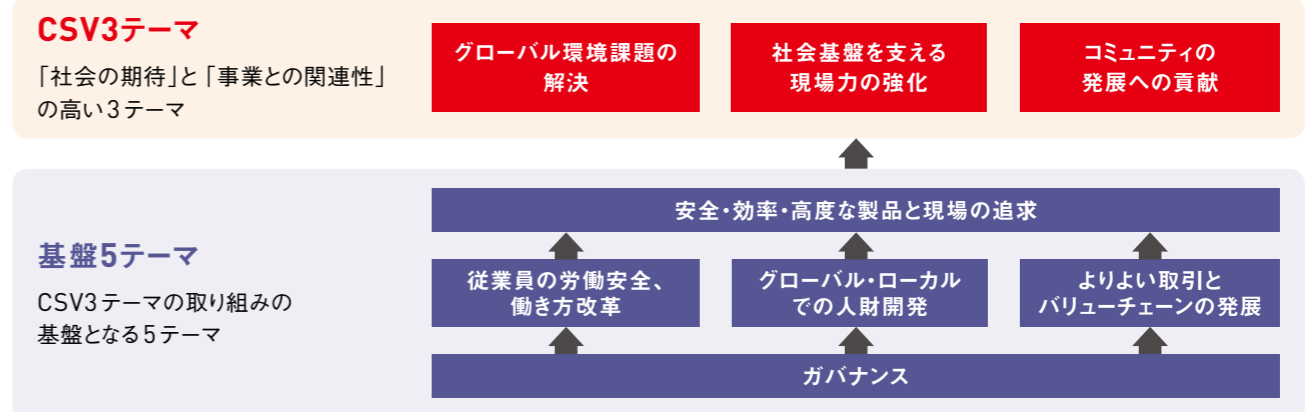 CSV3テーマ
「社会の期待」と「事業との関連性」
の高い3テーマ
グローバル環境課題の
解決
社会基盤を支える
現場力の強化
コミュニティの
発展への貢献
基盤5テーマ
CSV3テーマの取り組みの
基盤となる5テーマ
安全・効率・高度な製品と現場の追求
従業員の労働安全、
働き方改革
グローバル・ローカル
での人財開発
よりよい取引と
バリューチェーンの発展
ガバナンス